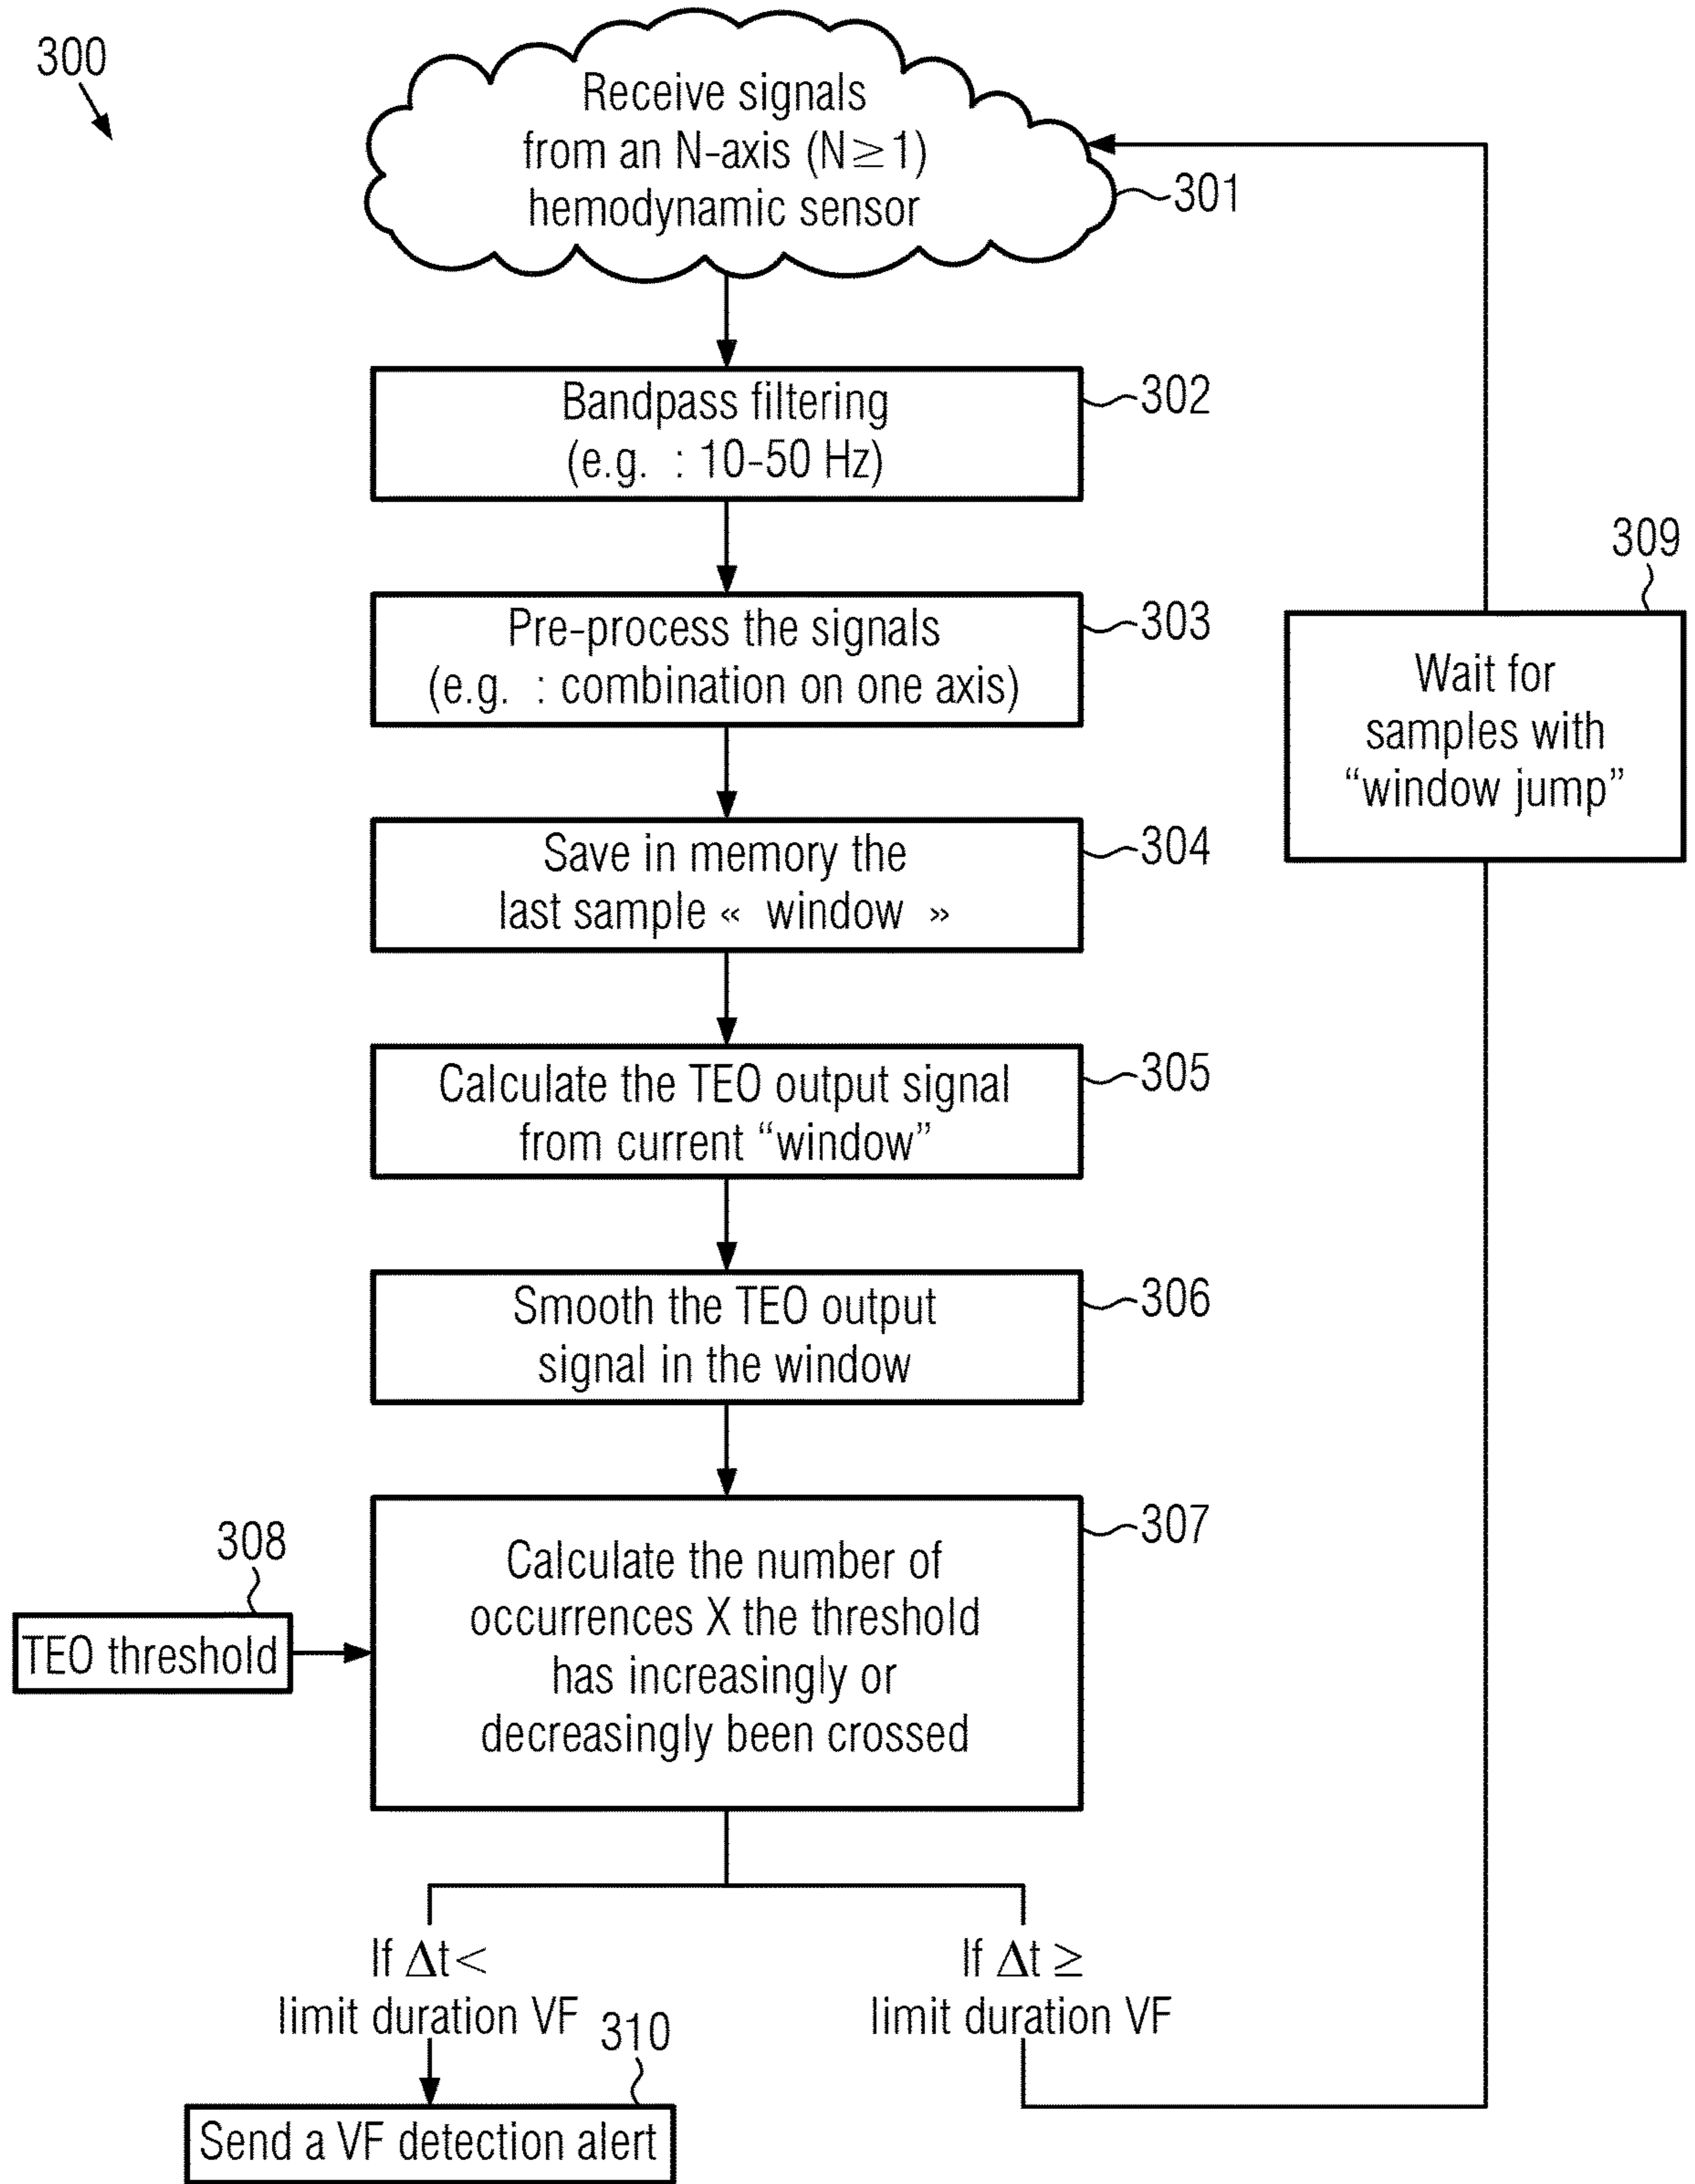 300
Receive signals
from an N-axis (N≥1)
hemodynamic sensor
301
Bandpass filtering
(e.g. : 10-50 Hz)
302
Pre-process the signals
(e.g. : combination on one axis)
303
309
Wait for
samples with
“window jump”
Save in memory the
last sample « window »
304
Calculate the TEO output signal
from current “window”
305
Smooth the TEO output
signal in the window
306
307
308
TEO threshold
Calculate the number of
occurrences X the threshold
has increasingly or
decreasingly been crossed
If Δt<
limit duration VF
If Δt ≥
limit duration VF
310
Send a VF detection alert